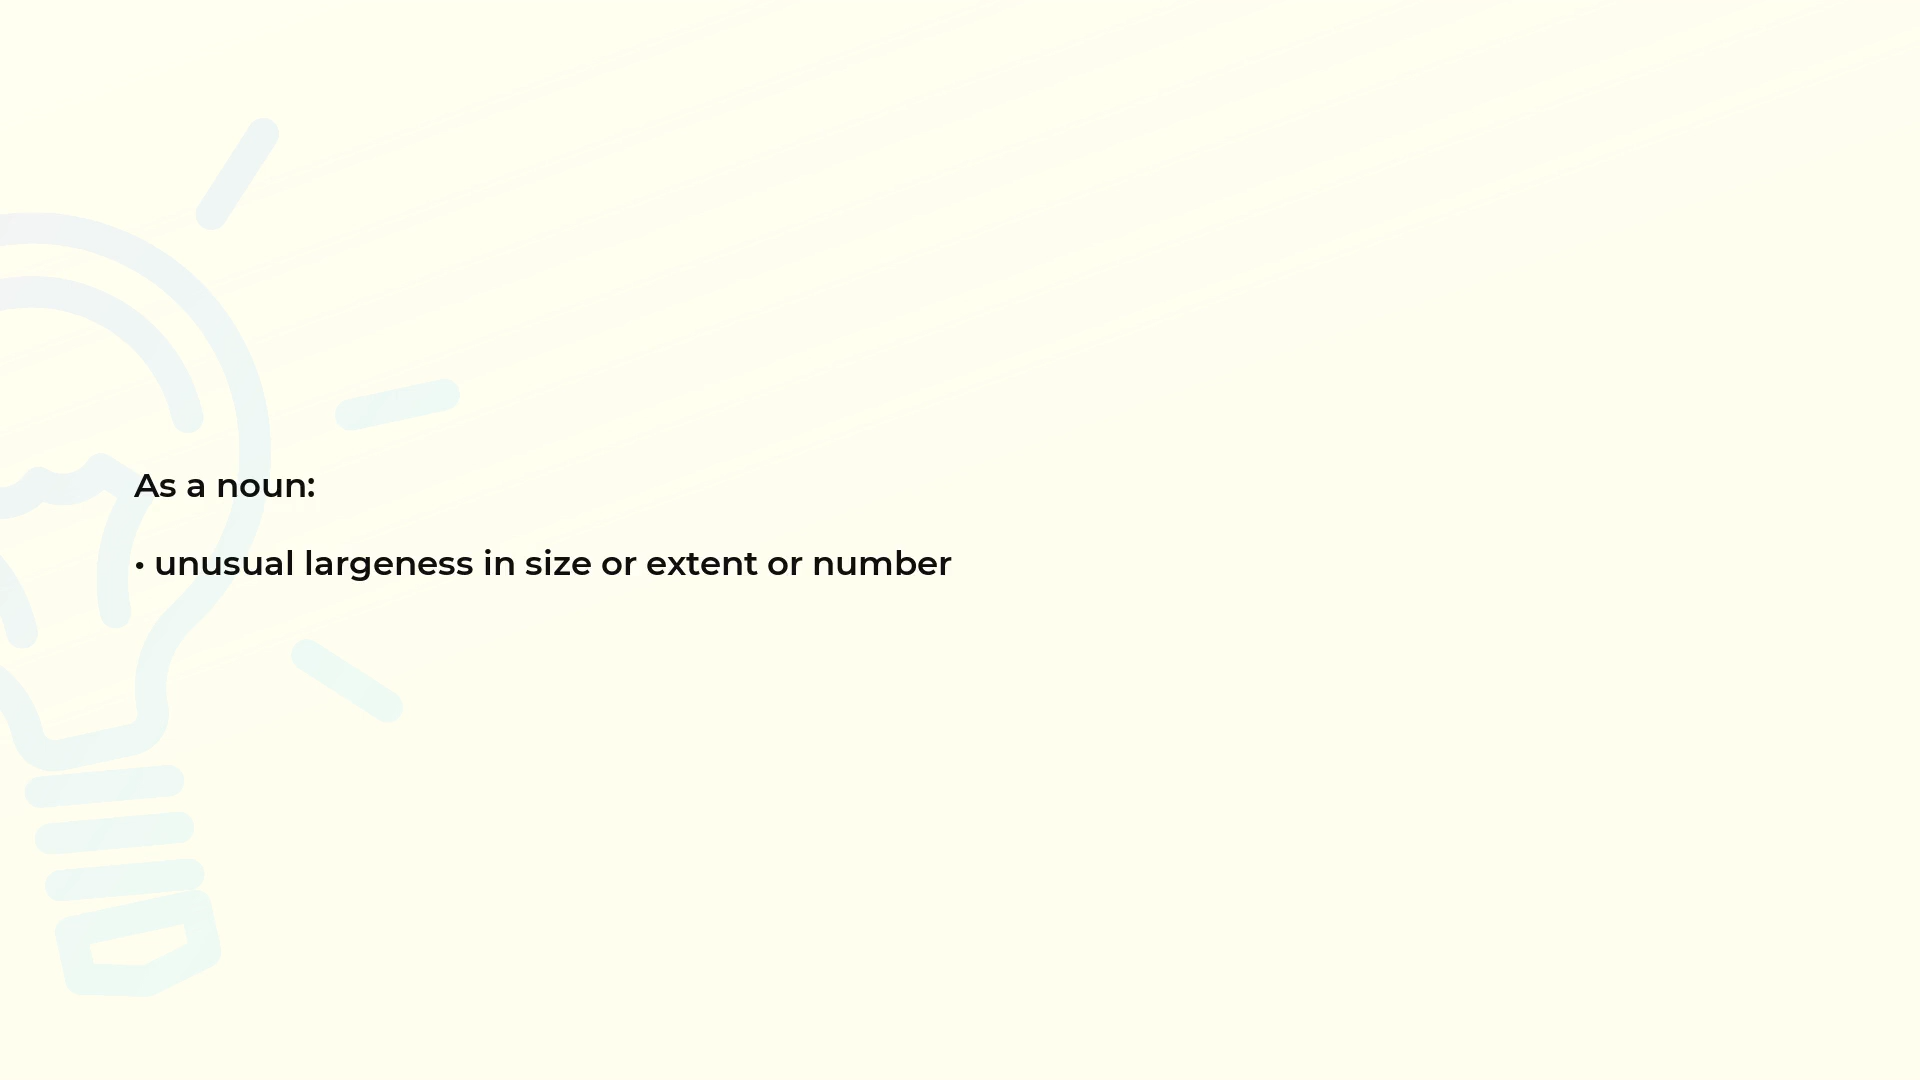 As a noun:
• unusual largeness in size or extent or number